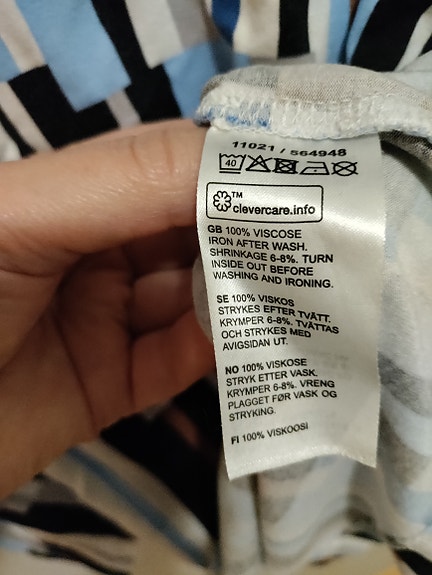 11021 / 564948
40
TM
clevercare.info
GB 100% VISCOSE
IRON AFTER WASH.
SHRINKAGE 6-8%. TURN
INSIDE OUT BEFORE
WASHING AND IRONING.
SE 100% VISKOS
STRYKES EFTER TVÄTT.
KRYMPER 6-8%. TVÄTTAS
OCH STRYKES MED
AVIGSIDAN UT.
NO 100% VISKOSE
STRYK ETTER VASK.
KRYMPER 6-8%. VRENG
PLAGGET FØR VASK OG
STRYKING.
FI 100% VISKOOSI